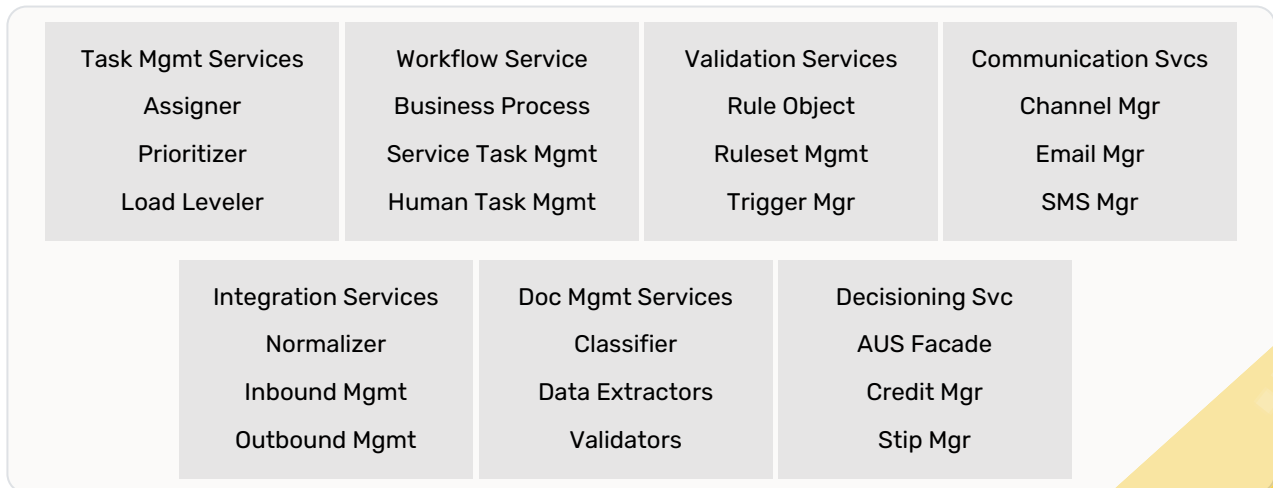 Task Mgmt Services
Assigner
Prioritizer
Load Leveler
Workflow Service
Business Process
Service Task Mgmt
Human Task Mgmt
Validation Services
Rule Object
Ruleset Mgmt
Trigger Mgr
Communication Svcs
Channel Mgr
Email Mgr
SMS Mgr
Integration Services
Normalizer
Inbound Mgmt
Outbound Mgmt
Doc Mgmt Services
Classifier
Data Extractors
Validators
Decisioning Svc
AUS Facade
Credit Mgr
Stip Mgr